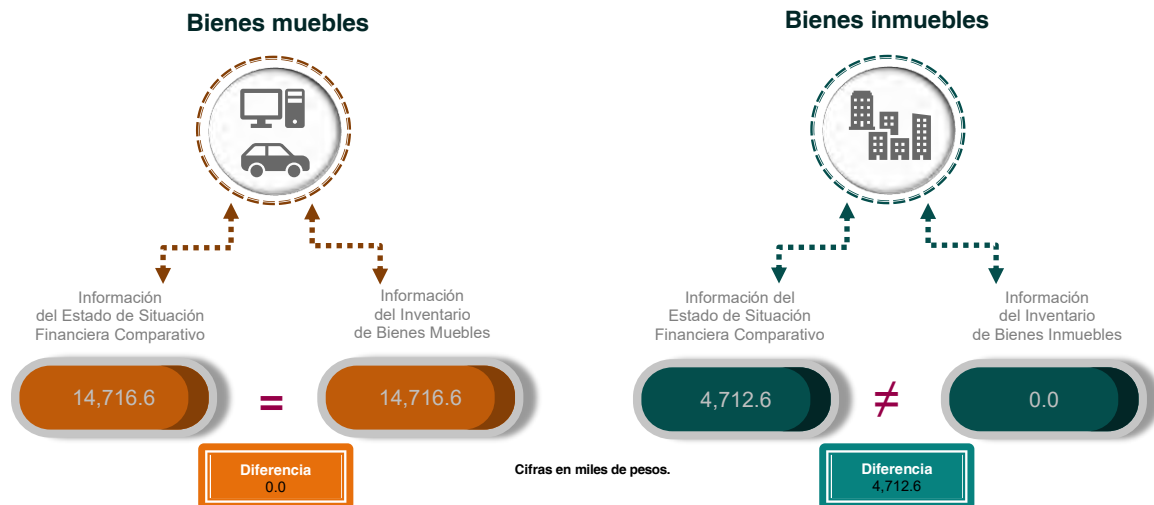 Bienes muebles
Información
del Estado de Situación
Financiera Comparativo
Información
del Inventario
de Bienes Muebles
14,716.6
=
14,716.6
Diferencia
0.0
Cifras en miles de pesos.
Bienes inmuebles
Información del
Estado de Situación
Financiera Comparativo
Información
del Inventario
de Bienes Inmuebles
4,712.6
≠
0.0
Diferencia
4,712.6